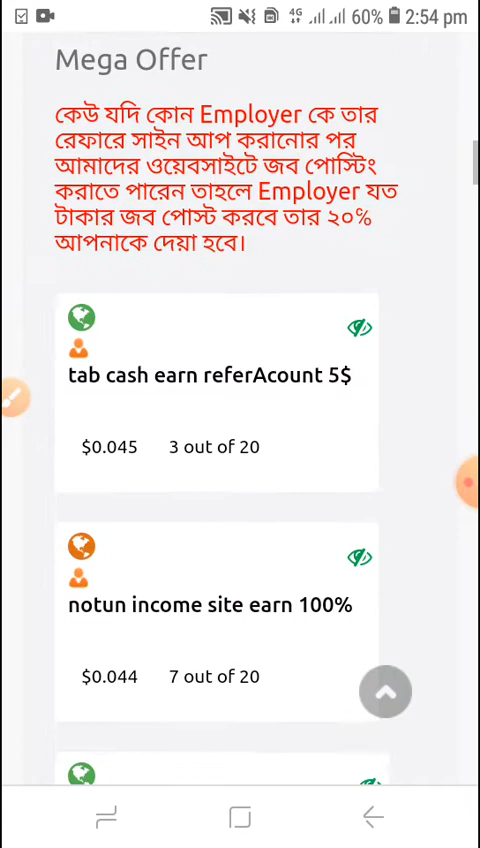 4G 60% 2:54 pm
Mega Offer
কেউ যদি কোন Employer কে তার
রেফারে সাইন আপ করানোর পর
আমাদের ওয়েবসাইটে জব পোস্টিং
করাতে পারেন তাহলে Employer যত
টাকার জব পোস্ট করবে তার ২০%
আপনাকে দেয়া হবে।
tab cash earn referAcount 5$
$0.045 3 out of 20
notun income site earn 100%
$0.044 7 out of 20